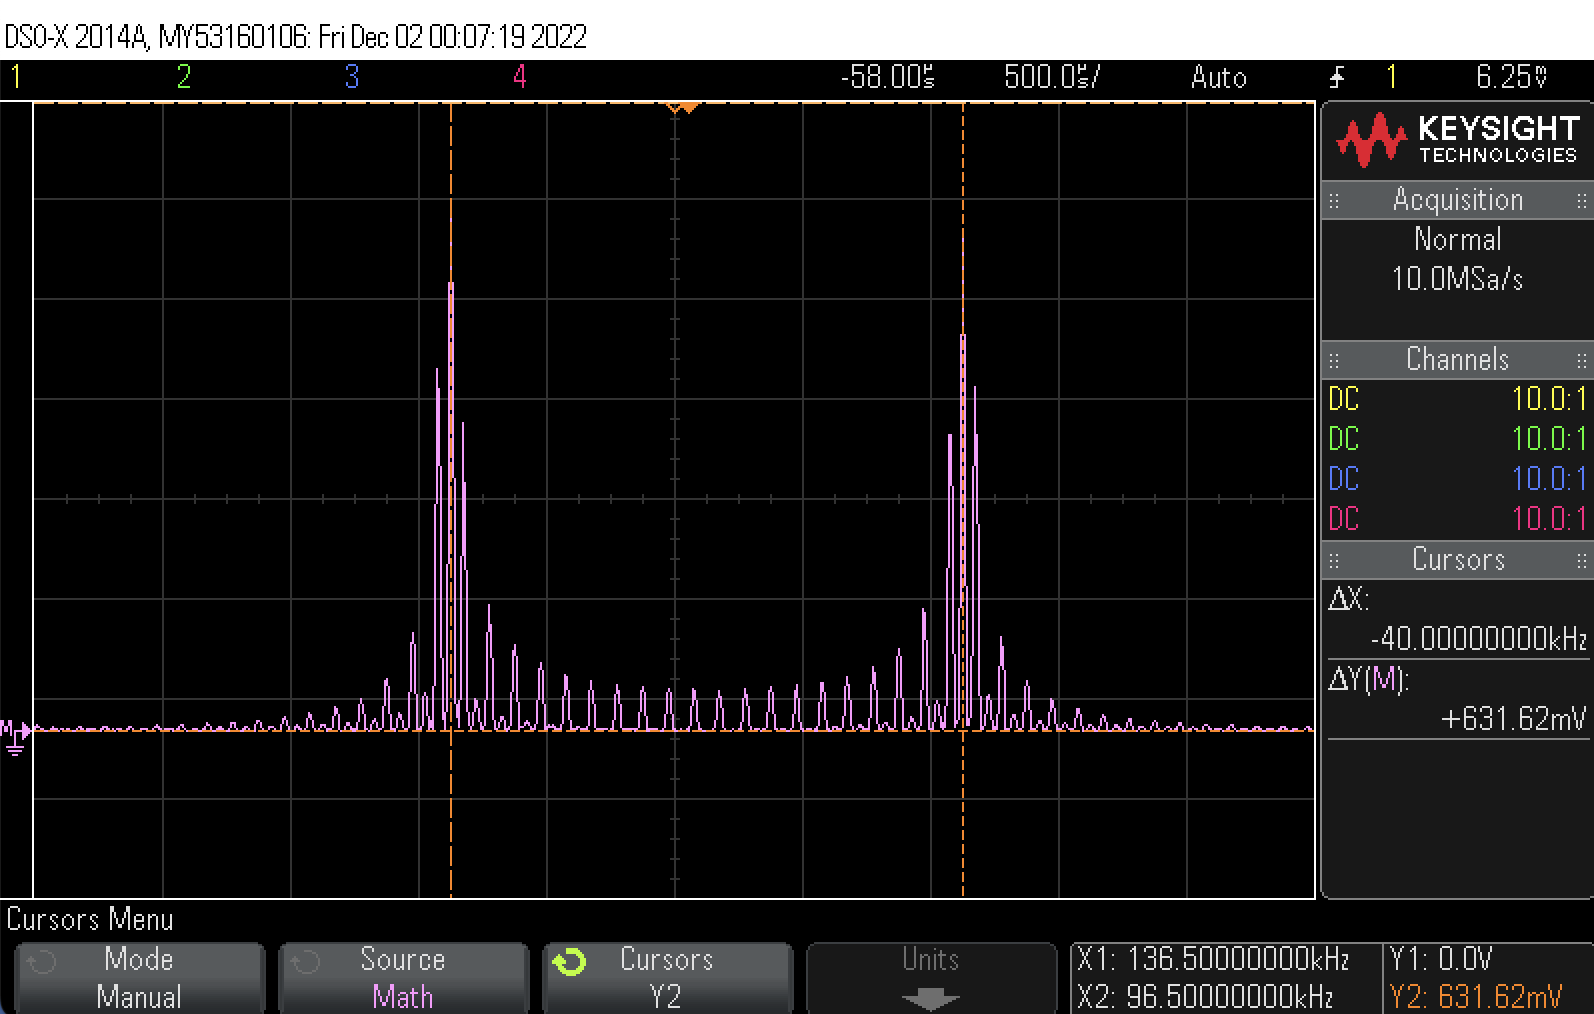 DSO-X 2014A, MY53160106: Fri Dec 02 00:07:19 2022
1 2 3 4 -58.00µs 500.0µs/ Auto 1 6.25mV
KEYSIGHT
TECHNOLOGIES
Acquisition
Normal
10.0MSa/s
Channels
DC 10.0:1
DC 10.0:1
DC 10.0:1
DC 10.0:1
Cursors
ΔX:
-40.00000000kHz
ΔY(M):
+631.62mV
M
Cursors Menu
Mode
Manual
Source
Math
Cursors
Y2
Units
X1: 136.50000000kHz
X2: 96.50000000kHz
Y1: 0.0V
Y2: 631.62mV